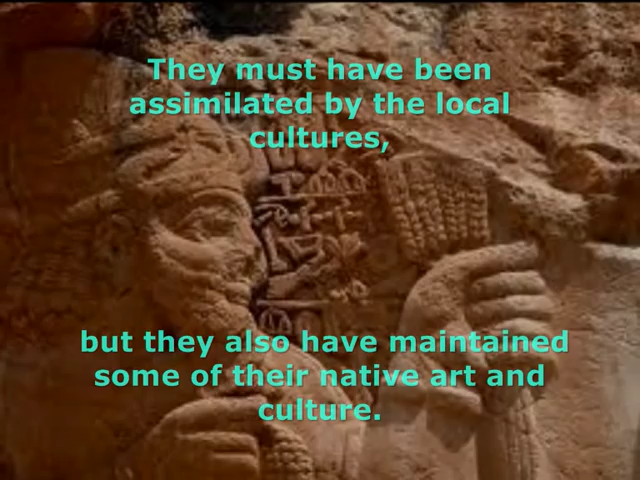 They must have been
assimilated by the local
cultures,
but they also have maintained
some of their native art and
culture.